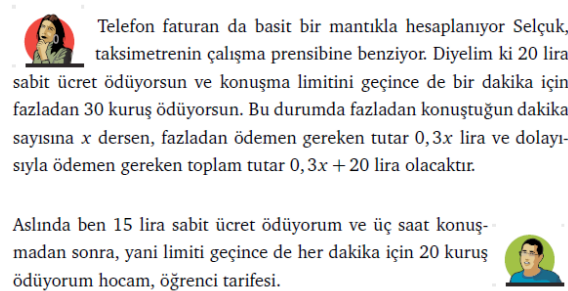 Telefon faturan da basit bir mantıkla hesaplanıyor Selçuk,
taksimetrenin çalışma prensibine benziyor. Diyelim ki 20 lira
sabit ücret ödüyorsun ve konuşma limitini geçince de bir dakika için
fazladan 30 kuruş ödüyorsun. Bu durumda fazladan konuştuğun dakika
sayısına x dersen, fazladan ödemen gereken tutar 0,3x lira ve dolayı-
sıyla ödemen gereken toplam tutar 0,3x + 20 lira olacaktır.
Aslında ben 15 lira sabit ücret ödüyorum ve üç saat konuş-
madan sonra, yani limiti geçince de her dakika için 20 kuruş
ödüyorum hocam, öğrenci tarifesi.